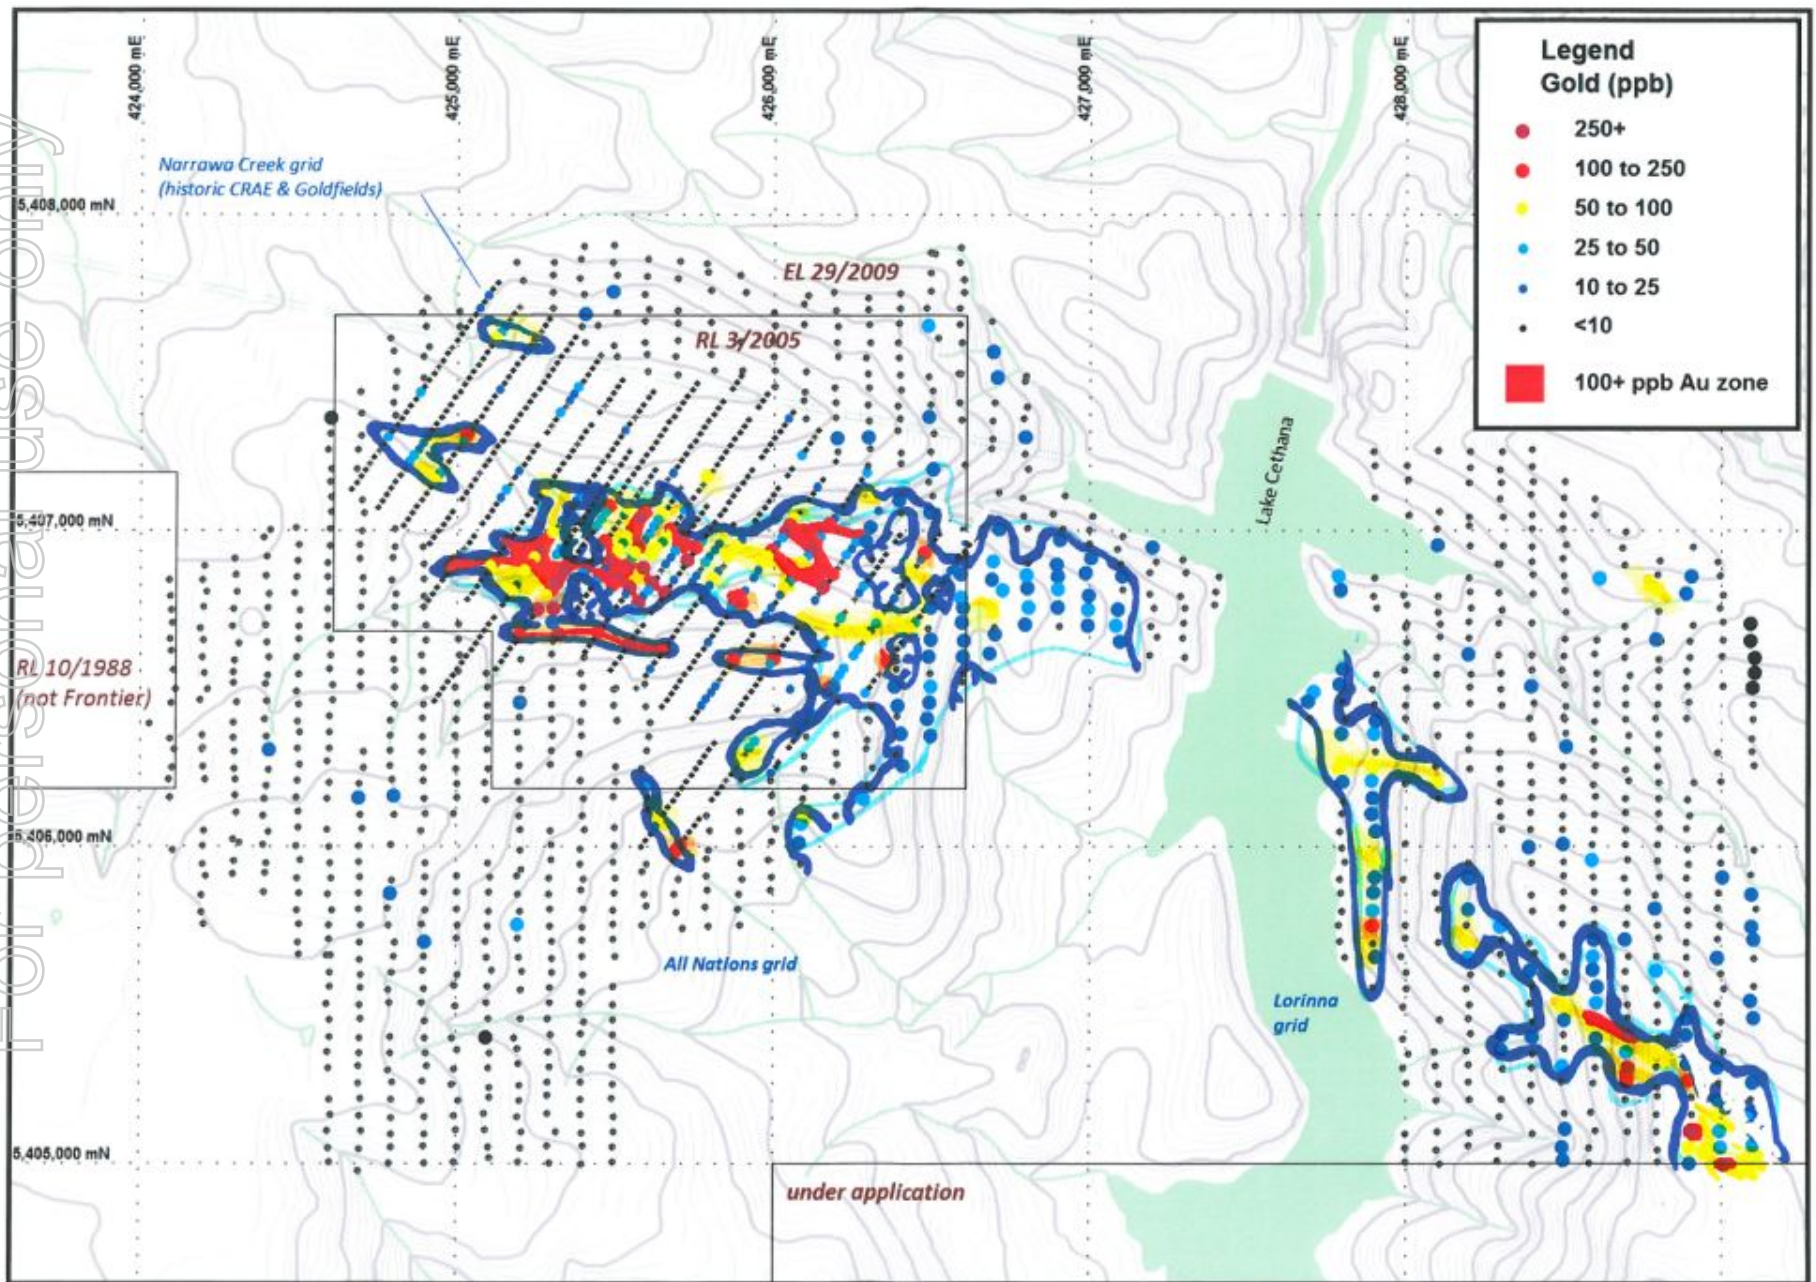 For personal use only
424,000 mE
425,000 mE
426,000 mE
427,000 mE
428,000 mE
Legend
Gold (ppb)
250+
100 to 250
50 to 100
25 to 50
10 to 25
<10
100+ ppb Au zone
Narrawa Creek grid
(historic CRAE & Goldfields)
5,408,000 mN
EL 29/2009
RL 3/2005
Lake Cethana
5,407,000 mN
RL 10/1988
(not Frontier)
5,406,000 mN
All Nations grid
Lorinna
grid
5,405,000 mN
under application